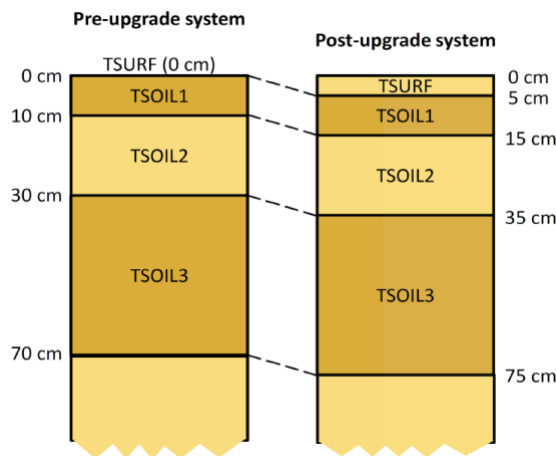 Pre-upgrade system
TSURF (0 cm)
0 cm
TSOIL1
10 cm
TSOIL2
30 cm
TSOIL3
70 cm
Post-upgrade system
0 cm
TSURF
5 cm
TSOIL1
15 cm
TSOIL2
35 cm
TSOIL3
75 cm